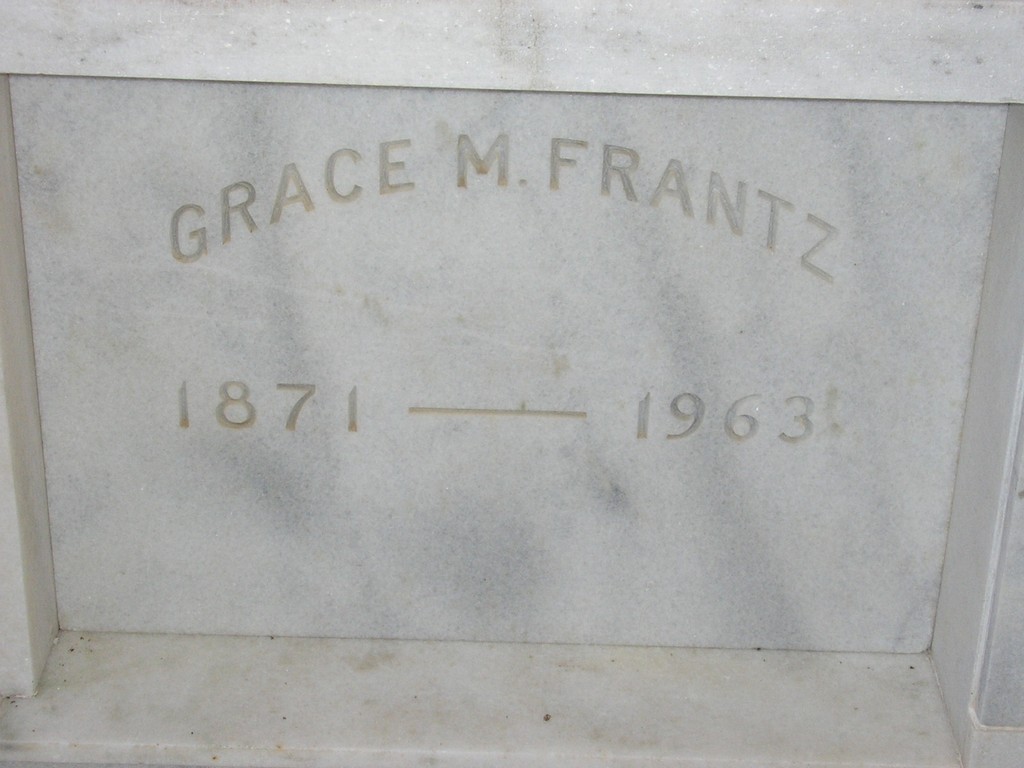 GRACE M. FRANTZ
1871 — 1963